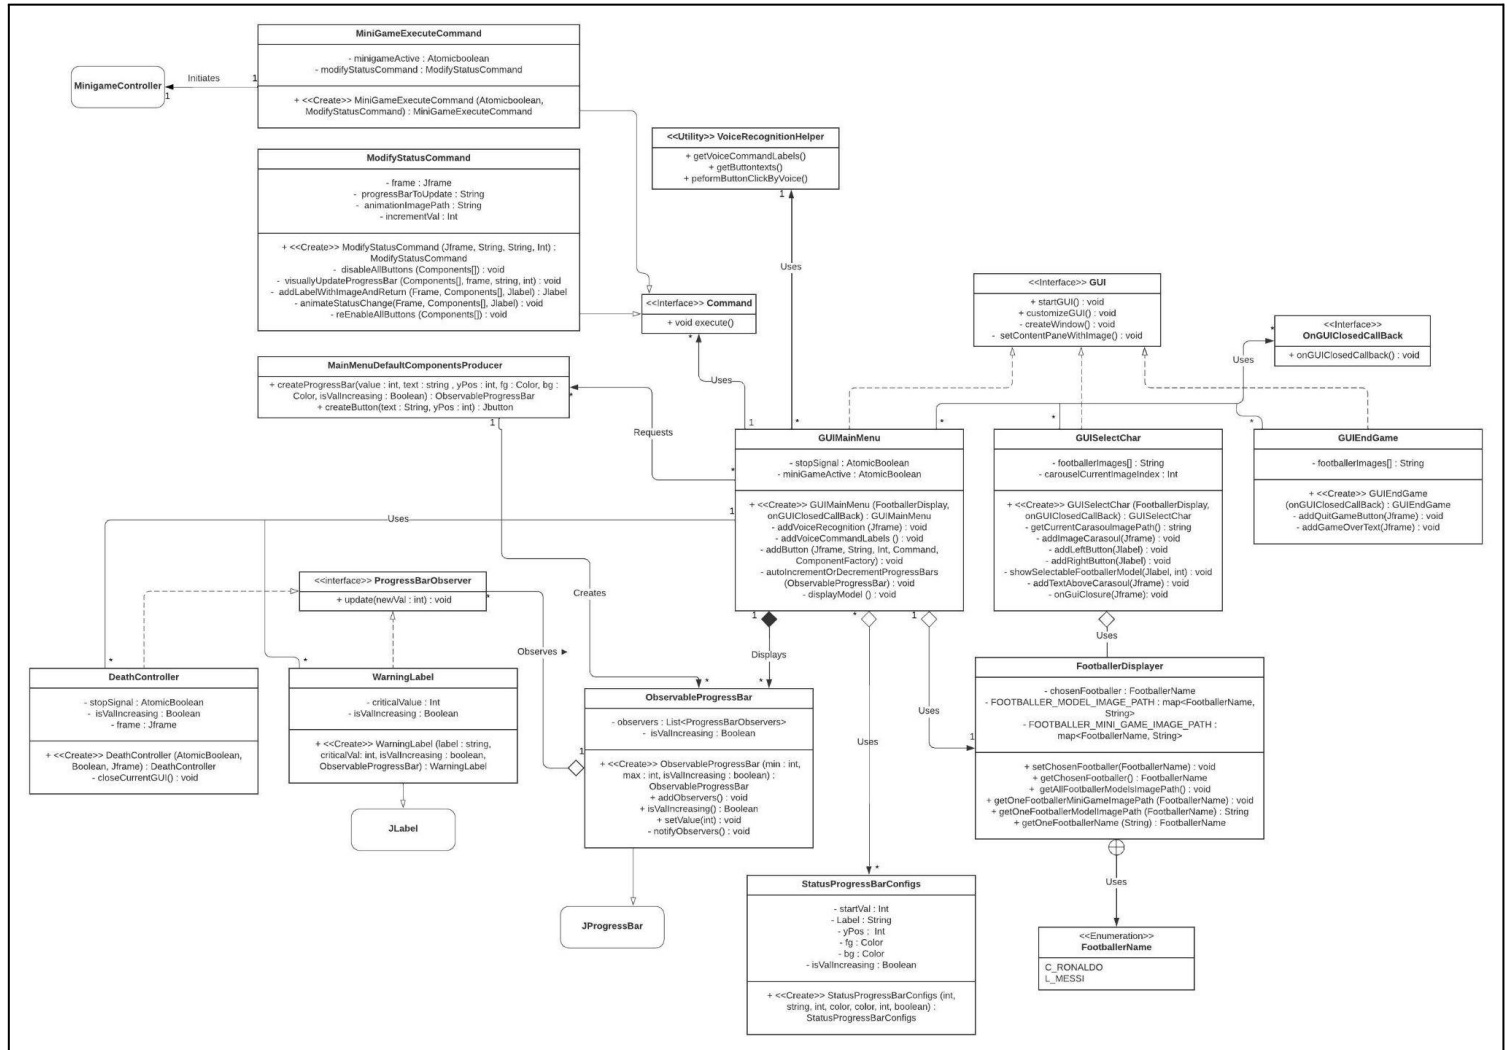 MiniGameExecuteCommand
- minigameActive : Atomicboolean
- modifyStatusCommand : ModifyStatusCommand
+ <<Create>> MiniGameExecuteCommand (Atomicboolean,
ModifyStatusCommand) : MiniGameExecuteCommand
MinigameController
Initiates
1
1
ModifyStatusCommand
- frame : Jframe
- progressBarToUpdate : String
- animationImagePath : String
- incrementVal : Int
+ <<Create>> ModifyStatusCommand (Jframe, String, String, Int) :
ModifyStatusCommand
- disableAllButtons (Components[]) : void
- visuallyUpdateProgressBar (Components[], frame, string, int) : void
- addLabelWithImageAndReturn (Frame, Components[], Jlabel) : Jlabel
- animateStatusChange(Frame, Components[], Jlabel) : void
- reEnableAllButtons (Components[]) : void
<<Utility>> VoiceRecognitionHelper
+ getVoiceCommandLabels()
+ getButtontexts()
+ peformButtonClickByVoice()
1
Uses
*
<<Interface>> Command
+ void execute()
*
Uses
1
<<Interface>> GUI
+ startGUI() : void
+ customizeGUI() : void
- createWindow() : void
- setContentPaneWithImage() : void
<<Interface>>
OnGUIClosedCallBack
+ onGUIClosedCallback() : void
*
Uses
*
*
*
MainMenuDefaultComponentsProducer
+ createProgressBar(value : int, text : string , yPos : int, fg : Color, bg :
Color, isValIncreasing : Boolean) : ObservableProgressBar
+ createButton(text : String, yPos : int) : Jbutton
*
1
Requests
*
GUIMainMenu
- stopSignal : AtomicBoolean
- miniGameActive : AtomicBoolean
+ <<Create>> GUIMainMenu (FootballerDisplay,
onGUIClosedCallBack) : GUIMainMenu
- addVoiceRecognition (Jframe) : void
- addVoiceCommandLabels () : void
- addButton (Jframe, String, Int, Command,
ComponentFactory) : void
- autoIncrementOrDecrementProgressBars
(ObservableProgressBar) : void
- displayModel () : void
GUISelectChar
- footballerImages[] : String
- carouselCurrentImageIndex : Int
+ <<Create>> GUISelectChar (FootballerDisplay,
onGUIClosedCallback) : GUISelectChar
- getCurrentCarasoulmagePath() : string
- addImageCarasoul(Jframe) : void
- addLeftButton(Jlabel) : void
- addRightButton(Jlabel) : void
- showSelectableFootballerModel(Jlabel, int) : void
- addTextAboveCarasoul(Jframe) : void
- onGuiClosure(Jframe): void
GUIEndGame
- footballerImages[] : String
+ <<Create>> GUIEndGame
(onGUIClosedCallback) : GUIEndGame
- addQuitGameButton(Jframe) : void
- addGameOverText(Jframe) : void
1
Uses
*
*
<<interface>> ProgressBarObserver
+ update(newVal : int) : void
*
Creates
*
Observes ►
1
DeathController
- stopSignal : AtomicBoolean
- isValIncreasing : Boolean
- frame : Jframe
+ <<Create>> DeathController (AtomicBoolean,
Boolean, Jframe) : DeathController
- closeCurrentGUI() : void
WarningLabel
- criticalValue : Int
- isValIncreasing : Boolean
+ <<Create>> WarningLabel (label : string,
criticalVal: int, isValIncreasing : boolean,
ObservableProgressBar) : WarningLabel
JLabel
1
Displays
*
ObservableProgressBar
- observers : List<ProgressBarObservers>
- isValIncreasing : Boolean
+ <<Create>> ObservableProgressBar (min : int,
max : int, isValIncreasing : boolean) :
ObservableProgressBar
+ addObservers() : void
+ isValIncreasing() : Boolean
+ setValue(int) : void
- notifyObservers() : void
JProgressBar
*
Uses
*
StatusProgressBarConfigs
- startVal : Int
- Label : String
- yPos : Int
- fg : Color
- bg : Color
- isValIncreasing : Boolean
+ <<Create>> StatusProgressBarConfigs (int,
string, int, color, color, int, boolean) :
StatusProgressBarConfigs
1
Uses
1
Uses
FootballerDisplayer
- chosenFootballer : FootballerName
- FOOTBALLER_MODEL_IMAGE_PATH : map<FootballerName,
String>
- FOOTBALLER_MINI_GAME_IMAGE_PATH :
map<FootballerName, String>
+ setChosenFootballer(FootballerName) : void
+ getChosenFootballer() : FootballerName
+ getAllFootballerModelsImagePath() : void
+ getOneFootballerMiniGameImagePath (FootballerName) : void
+ getOneFootballerModelImagePath (FootballerName) : String
+ getOneFootballerName (String) : FootballerName
Uses
<<Enumeration>>
FootballerName
C_RONALDO
L_MESSI